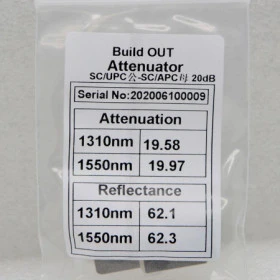 Build OUT
Attenuator
SC/UPC公-SC/APC母 20dB
Serial No:202006100009
Attenuation
1310nm 19.58
1550nm 19.97
Reflectance
1310nm 62.1
1550nm 62.3